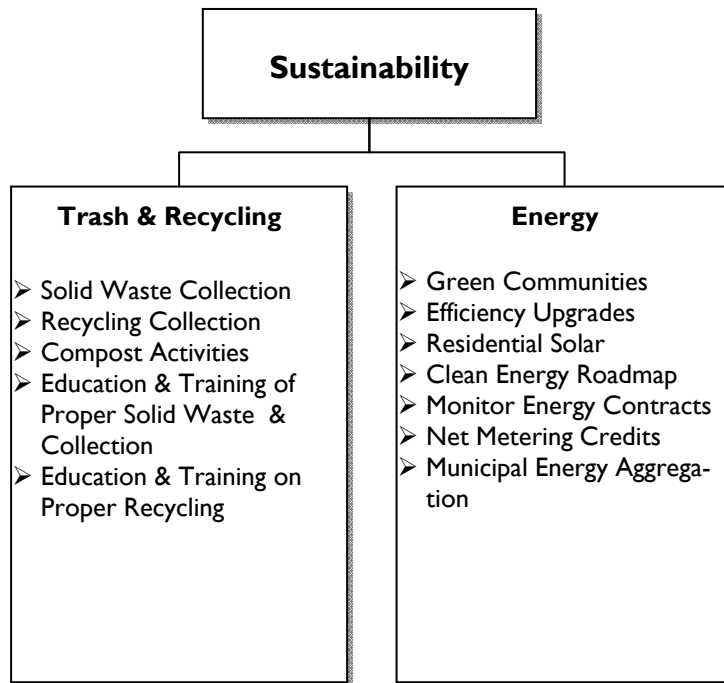 Sustainability
Trash & Recycling
➢ Solid Waste Collection
➢ Recycling Collection
➢ Compost Activities
➢ Education & Training of
Proper Solid Waste  &
Collection
➢ Education & Training on
Proper Recycling
Energy
➢ Green Communities
➢ Efficiency Upgrades
➢ Residential Solar
➢ Clean Energy Roadmap
➢ Monitor Energy Contracts
➢ Net Metering Credits
➢ Municipal Energy Aggrega-
tion